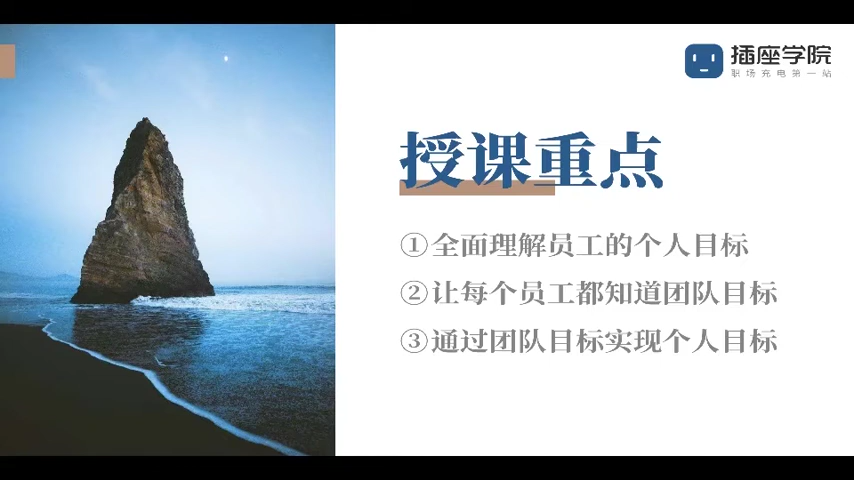 插座学院
职场充电第一站
授课重点
①全面理解员工的个人目标
②让每个员工都知道团队目标
③通过团队目标实现个人目标